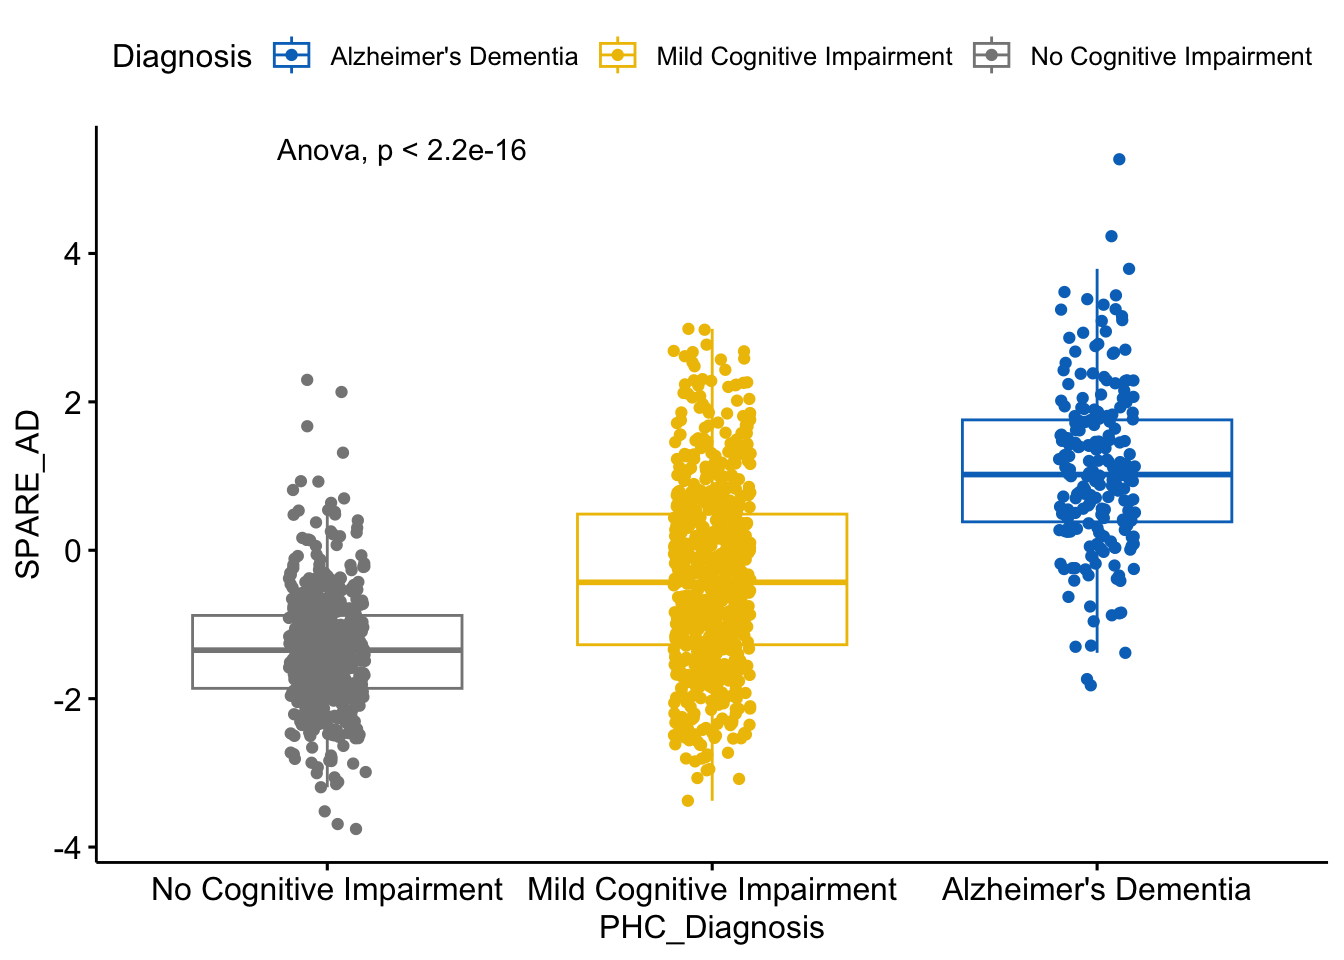 Diagnosis Alzheimer's Dementia Mild Cognitive Impairment No Cognitive Impairment
Anova, p < 2.2e-16
SPARE_AD
4
2
0
-2
-4
No Cognitive Impairment Mild Cognitive Impairment Alzheimer's Dementia
PHC_Diagnosis